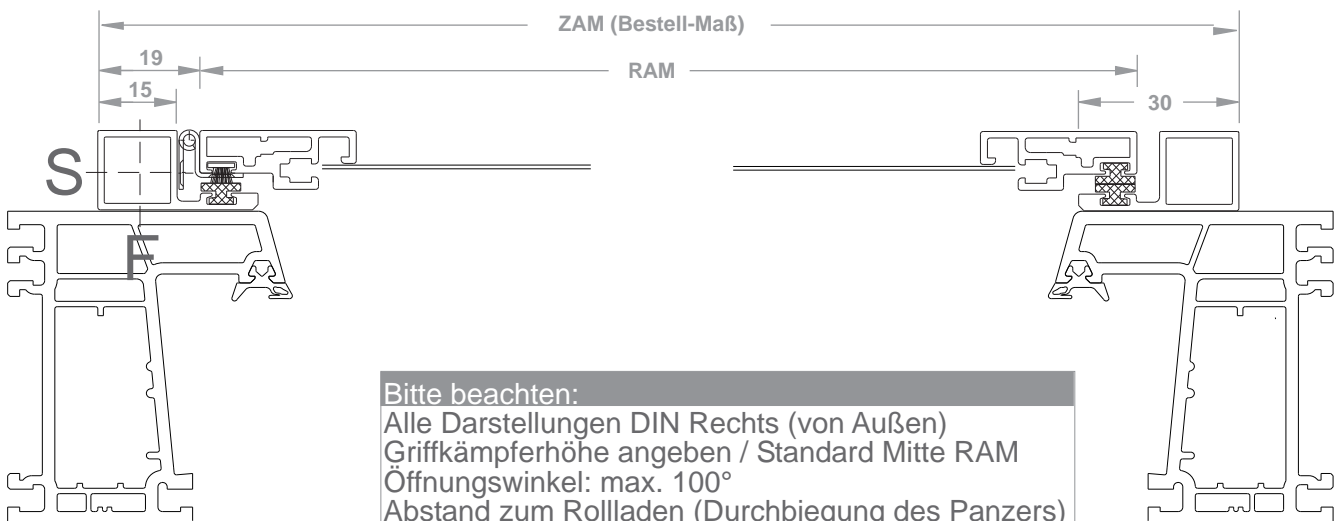 ZAM (Bestell-Maß)
19
RAM
15
30
S
F
Bitte beachten:
Alle Darstellungen DIN Rechts (von Außen)
Griffkämpferhöhe angeben / Standard Mitte RAM
Öffnungswinkel: max. 100°
Abstand zum Rollladen (Durchbiegung des Panzers)